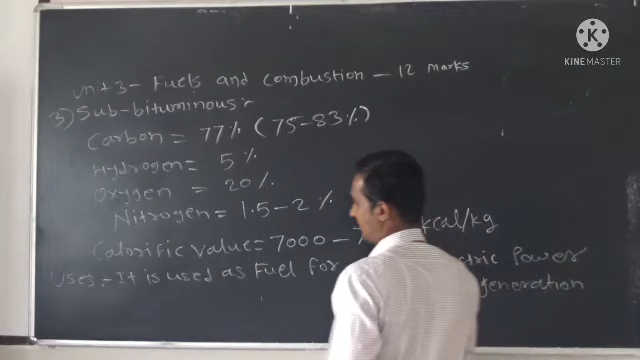 Unit 3 - Fuels and combustion - 12 marks
3) Sub-bituminous:
Carbon = 77% (75-83%)
Hydrogen = 5%
Oxygen = 20%
Nitrogen = 1.5-2%
Calorific value = 7000 - kcal/kg
Uses:- It is used as Fuel for Power
generation
K
KINEMASTER